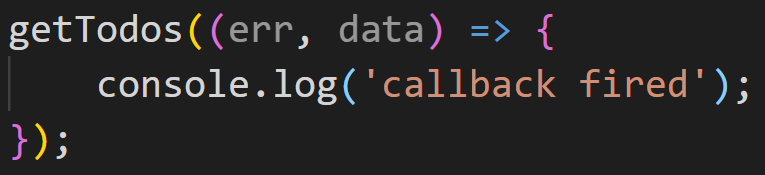 getTodos((err, data) => {
    console.log('callback fired');
});